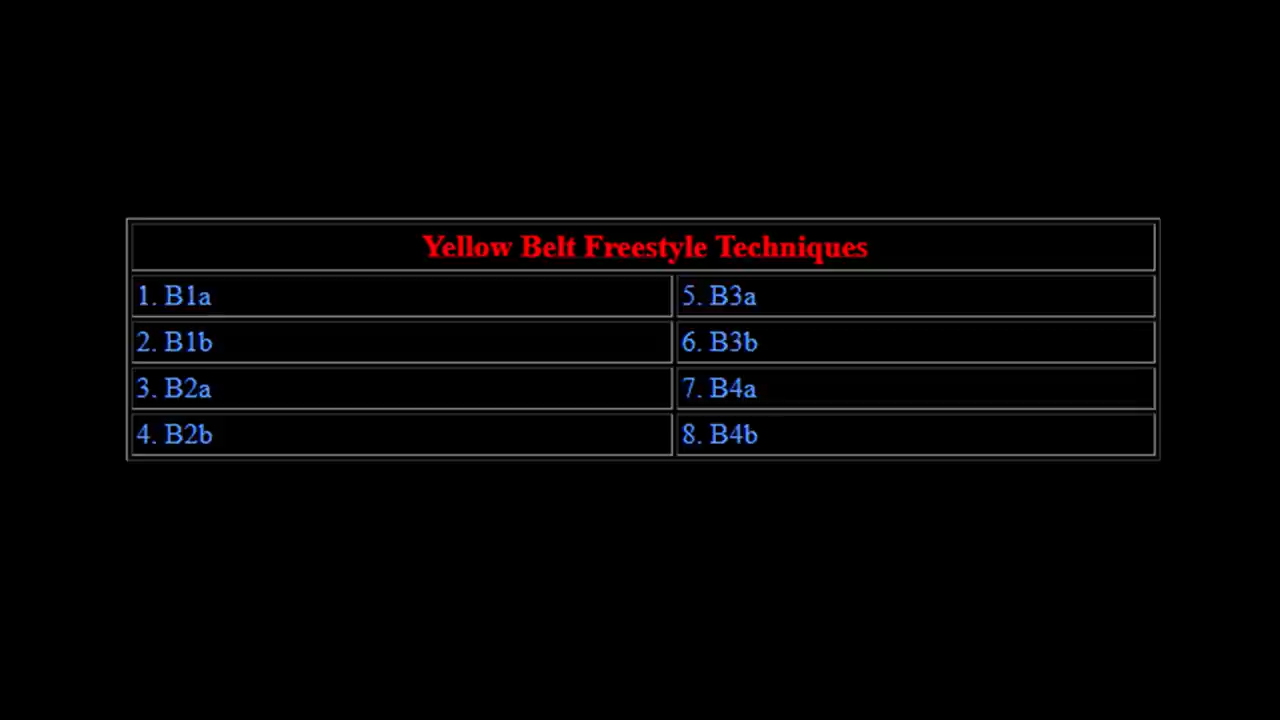 Yellow Belt Freestyle Techniques
1. B1a
5. B3a
2. B1b
6. B3b
3. B2a
7. B4a
4. B2b
8. B4b